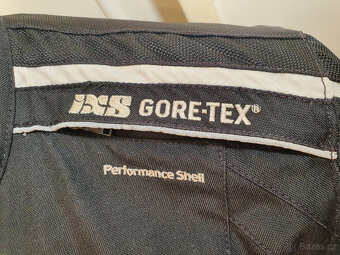 iXS GORE-TEX®
Performance Shell
Bazos.cz